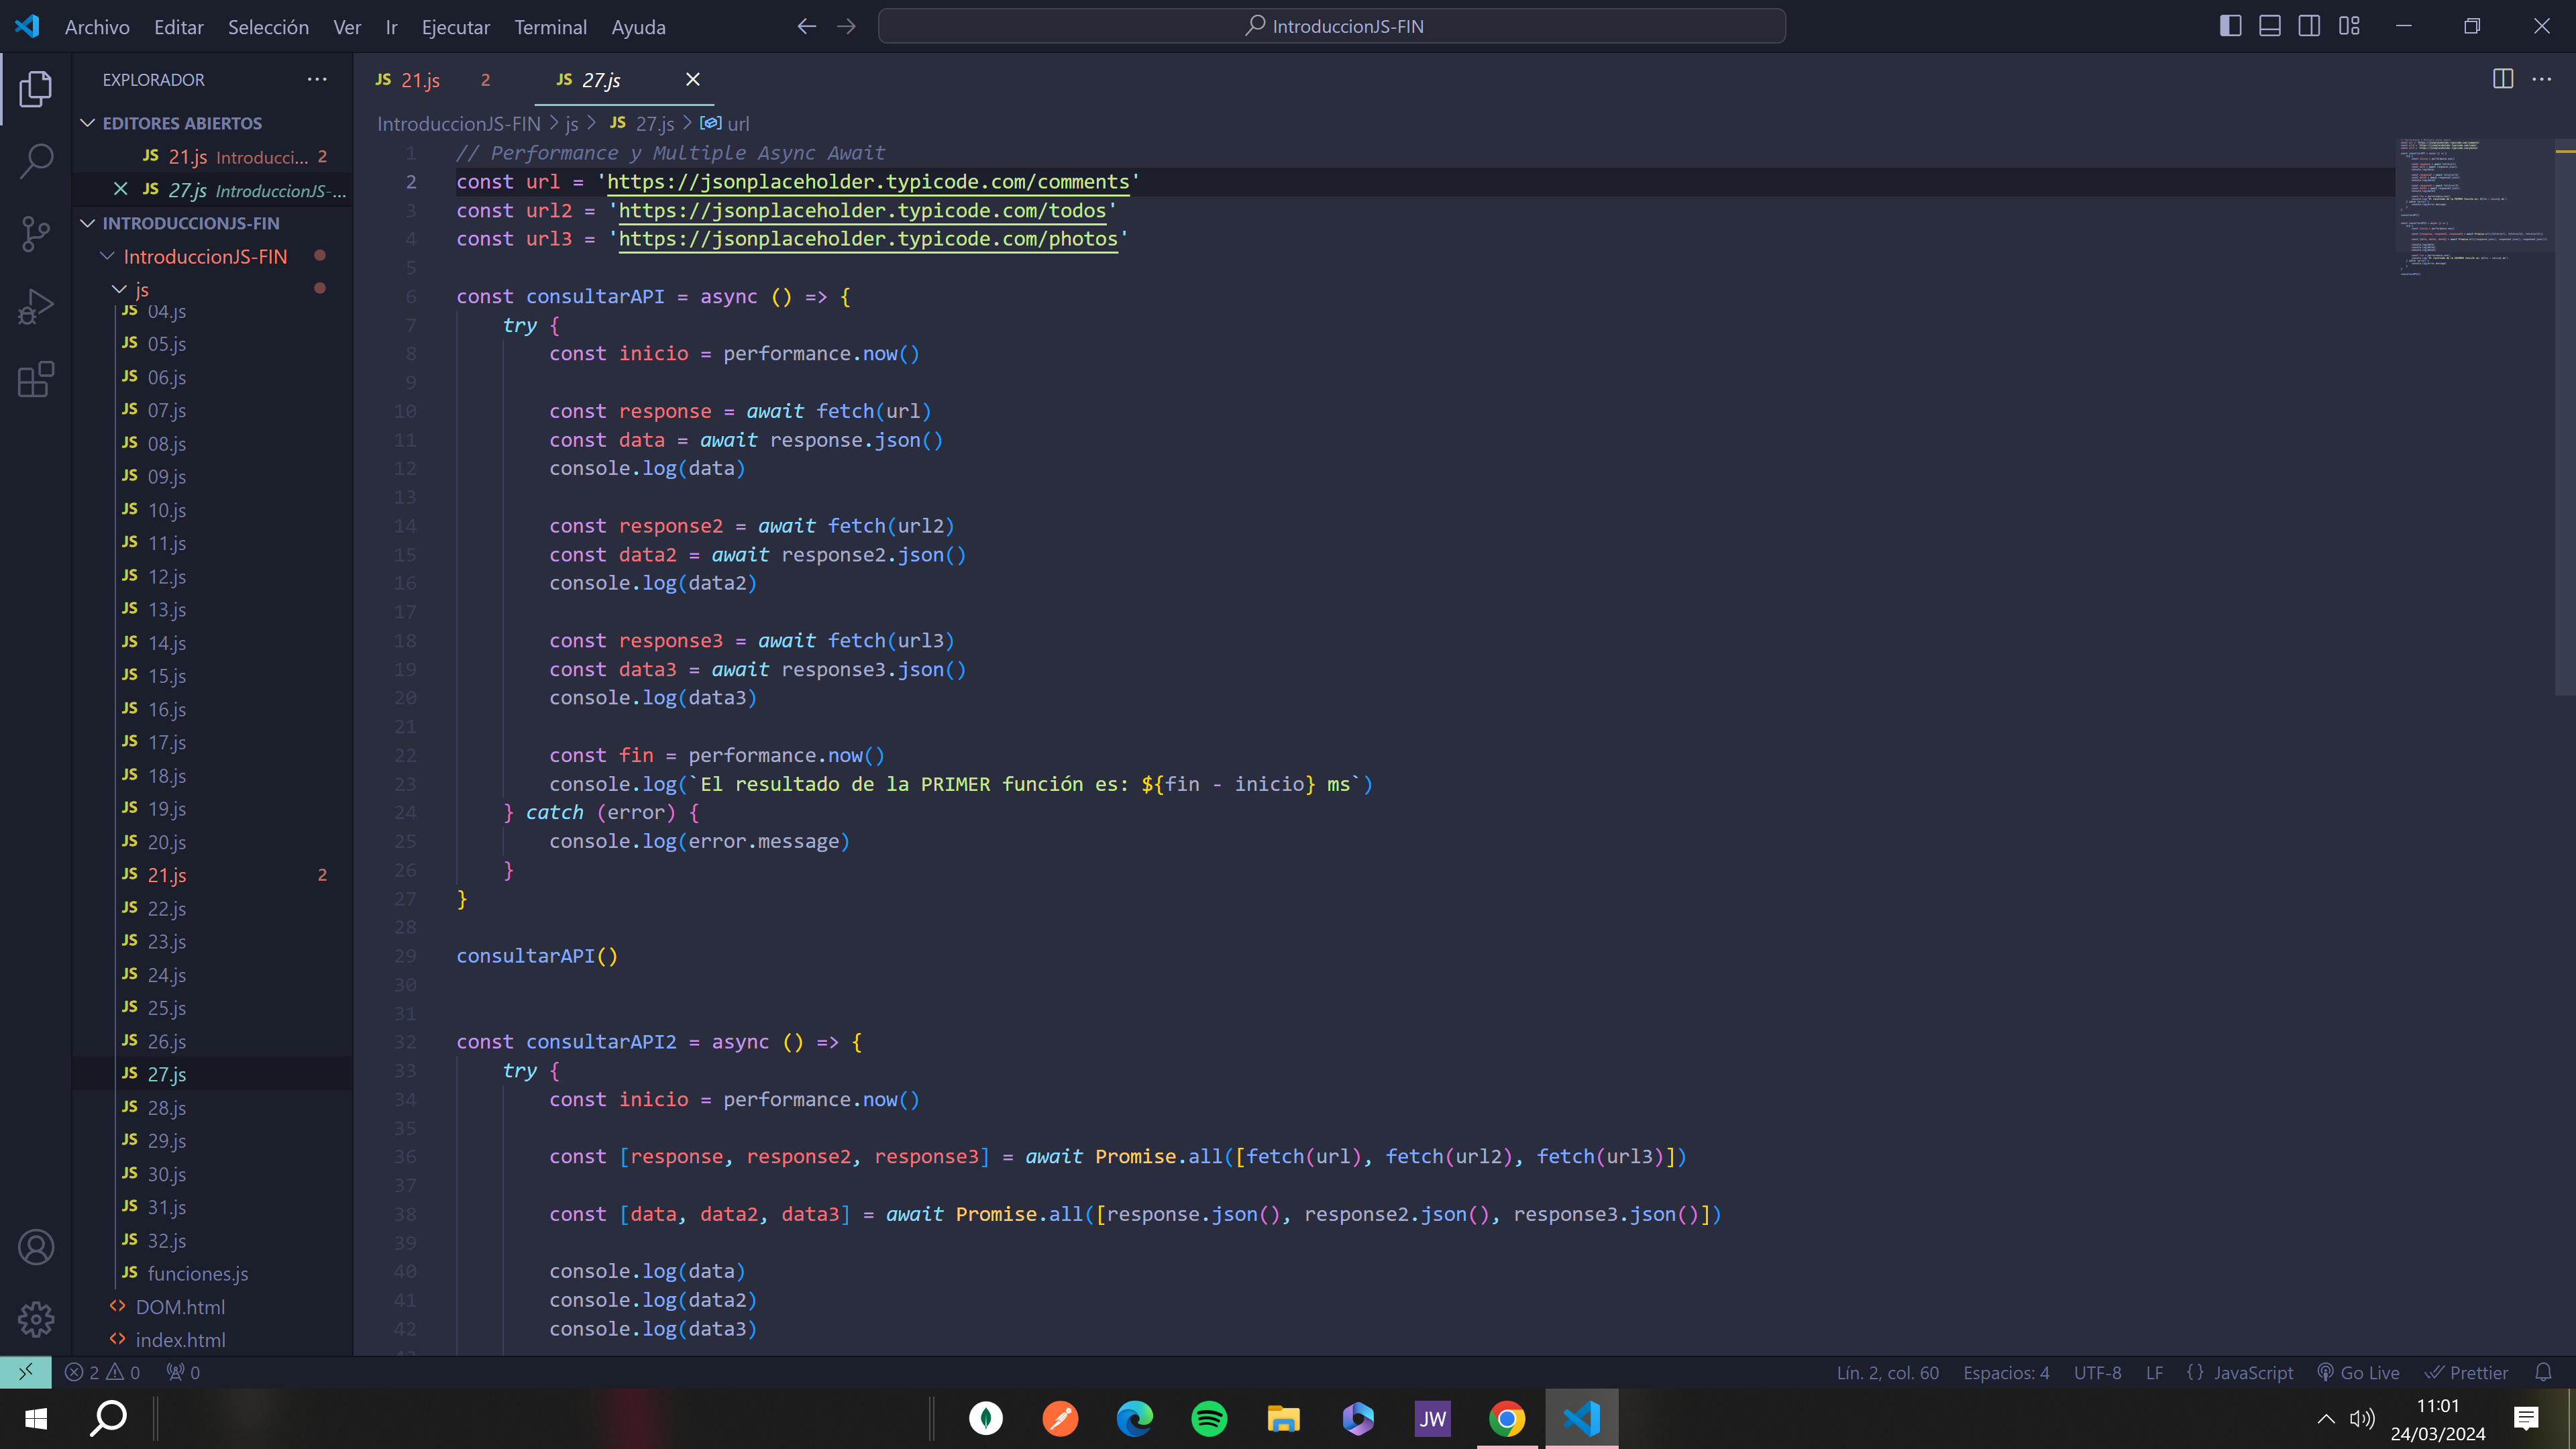 Archivo Editar Selección Ver Ir Ejecutar Terminal Ayuda
IntroduccionJS-FIN
EXPLORADOR
EDITORES ABIERTOS
JS 21.js Introducci... 2
JS 27.js IntroduccionJS-...
INTRODUCCIONJS-FIN
IntroduccionJS-FIN
js
JS 04.js
JS 05.js
JS 06.js
JS 07.js
JS 08.js
JS 09.js
JS 10.js
JS 11.js
JS 12.js
JS 13.js
JS 14.js
JS 15.js
JS 16.js
JS 17.js
JS 18.js
JS 19.js
JS 20.js
JS 21.js 2
JS 22.js
JS 23.js
JS 24.js
JS 25.js
JS 26.js
JS 27.js
JS 28.js
JS 29.js
JS 30.js
JS 31.js
JS 32.js
JS funciones.js
<> DOM.html
<> index.html
JS 21.js 2
JS 27.js
IntroduccionJS-FIN > js > JS 27.js > url
1 // Performance y Multiple Async Await
2 const url = 'https://jsonplaceholder.typicode.com/comments'
3 const url2 = 'https://jsonplaceholder.typicode.com/todos'
4 const url3 = 'https://jsonplaceholder.typicode.com/photos'
5
6 const consultarAPI = async () => {
7     try {
8         const inicio = performance.now()
9
10         const response = await fetch(url)
11         const data = await response.json()
12         console.log(data)
13
14         const response2 = await fetch(url2)
15         const data2 = await response2.json()
16         console.log(data2)
17
18         const response3 = await fetch(url3)
19         const data3 = await response3.json()
20         console.log(data3)
21
22         const fin = performance.now()
23         console.log(`El resultado de la PRIMER función es: ${fin - inicio} ms`)
24     } catch (error) {
25         console.log(error.message)
26     }
27 }
28
29 consultarAPI()
30
31
32 const consultarAPI2 = async () => {
33     try {
34         const inicio = performance.now()
35
36         const [response, response2, response3] = await Promise.all([fetch(url), fetch(url2), fetch(url3)])
37
38         const [data, data2, data3] = await Promise.all([response.json(), response2.json(), response3.json()])
39
40         console.log(data)
41         console.log(data2)
42         console.log(data3)
2 0 0
Lín. 2, col. 60 Espacios: 4 UTF-8 LF {} JavaScript Go Live Prettier
JW
11:01
24/03/2024